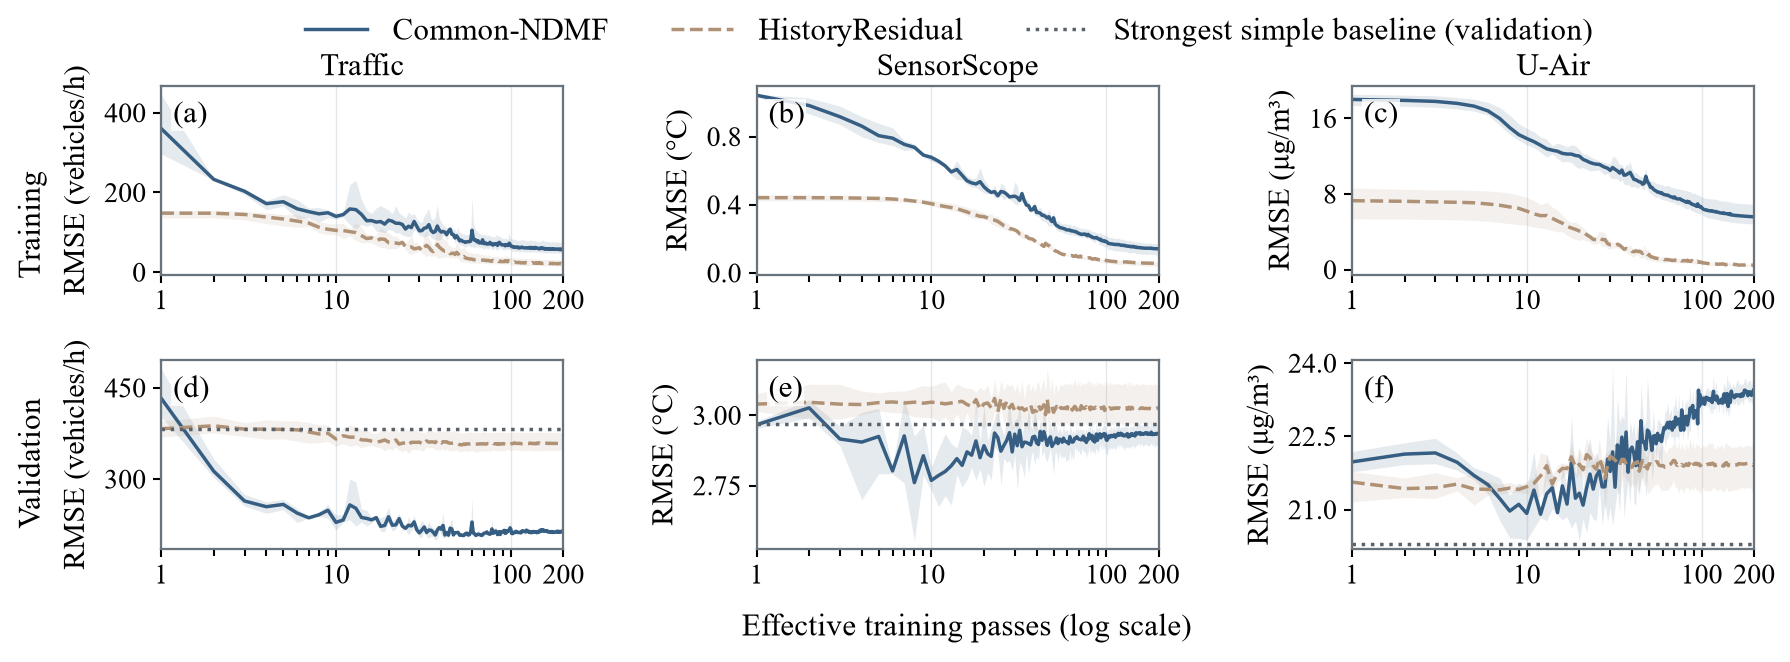 Common-NDMF HistoryResidual Strongest simple baseline (validation)
Traffic SensorScope U-Air
Training
RMSE (vehicles/h)
400
200
0
(a)
1 10 100 200
RMSE (°C)
0.8
0.4
0.0
(b)
1 10 100 200
RMSE (µg/m³)
16
8
0
(c)
1 10 100 200
Validation
RMSE (vehicles/h)
450
300
(d)
1 10 100 200
RMSE (°C)
3.00
2.75
(e)
1 10 100 200
RMSE (µg/m³)
24.0
22.5
21.0
(f)
1 10 100 200
Effective training passes (log scale)